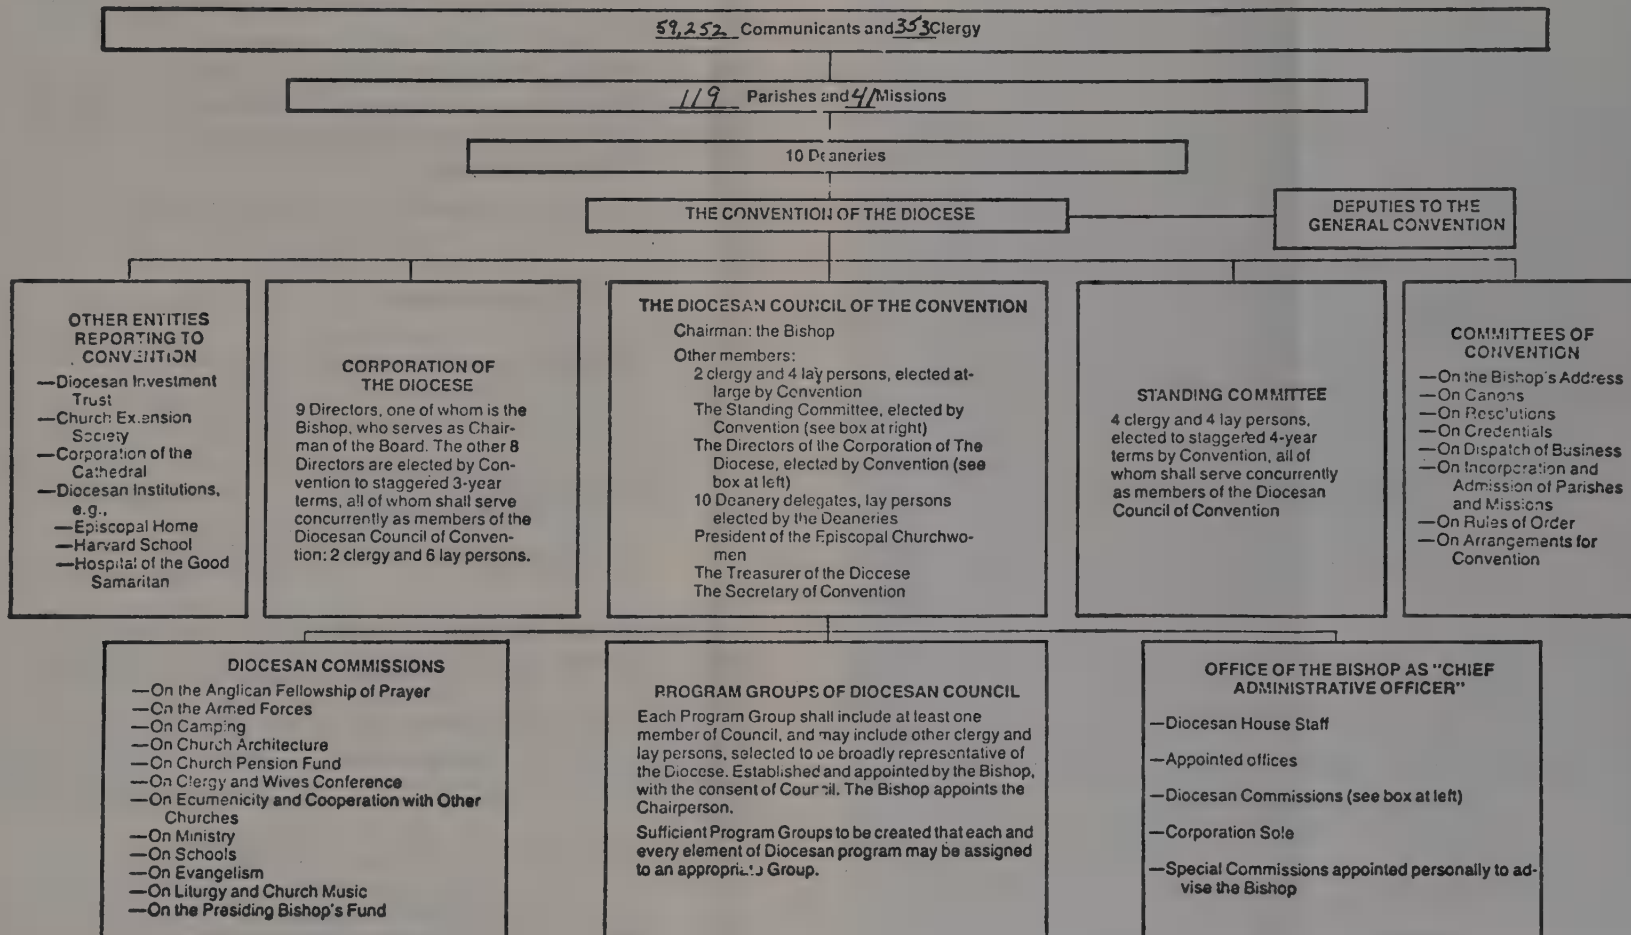 59,252 Communicants and 353 Clergy
119 Parishes and 41 Missions
10 Deaneries
THE CONVENTION OF THE DIOCESE
DEPUTIES TO THE
GENERAL CONVENTION
OTHER ENTITIES
REPORTING TO
CONVENTION
—Diocesan Investment
Trust
—Church Extension
Society
—Corporation of the
Cathedral
—Diocesan Institutions,
e.g.,
—Episcopal Home
—Harvard School
—Hospital of the Good
Samaritan
CORPORATION OF
THE DIOCESE
9 Directors, one of whom is the
Bishop, who serves as Chair-
man of the Board. The other 8
Directors are elected by Con-
vention to staggered 3-year
terms, all of whom shall serve
concurrently as members of the
Diocesan Council of Conven-
tion: 2 clergy and 6 lay persons.
THE DIOCESAN COUNCIL OF THE CONVENTION
Chairman: the Bishop
Other members:
2 clergy and 4 lay persons, elected at-
large by Convention
The Standing Committee, elected by
Convention (see box at right)
The Directors of the Corporation of The
Diocese, elected by Convention (see
box at left)
10 Deanery delegates, lay persons
elected by the Deaneries
President of the Episcopal Churchwo-
men
The Treasurer of the Diocese
The Secretary of Convention
STANDING COMMITTEE
4 clergy and 4 lay persons,
elected to staggered 4-year
terms by Convention, all of
whom shall serve concurrently
as members of the Diocesan
Council of Convention
COMMITTEES OF
CONVENTION
—On the Bishop's Address
—On Canons
—On Resolutions
—On Credentials
—On Dispatch of Business
—On Incorporation and
Admission of Parishes
and Missions
—On Rules of Order
—On Arrangements for
Convention
DIOCESAN COMMISSIONS
—On the Anglican Fellowship of Prayer
—On the Armed Forces
—On Camping
—On Church Architecture
—On Church Pension Fund
—On Clergy and Wives Conference
—On Ecumenicity and Cooperation with Other
Churches
—On Ministry
—On Schools
—On Evangelism
—On Liturgy and Church Music
—On the Presiding Bishop's Fund
PROGRAM GROUPS OF DIOCESAN COUNCIL
Each Program Group shall include at least one
member of Council, and may include other clergy and
lay persons, selected to be broadly representative of
the Diocese. Established and appointed by the Bishop,
with the consent of Council. The Bishop appoints the
Chairperson.
Sufficient Program Groups to be created that each and
every element of Diocesan program may be assigned
to an appropriate Group.
OFFICE OF THE BISHOP AS "CHIEF
ADMINISTRATIVE OFFICER"
—Diocesan House Staff
—Appointed offices
—Diocesan Commissions (see box at left)
—Corporation Sole
—Special Commissions appointed personally to ad-
vise the Bishop